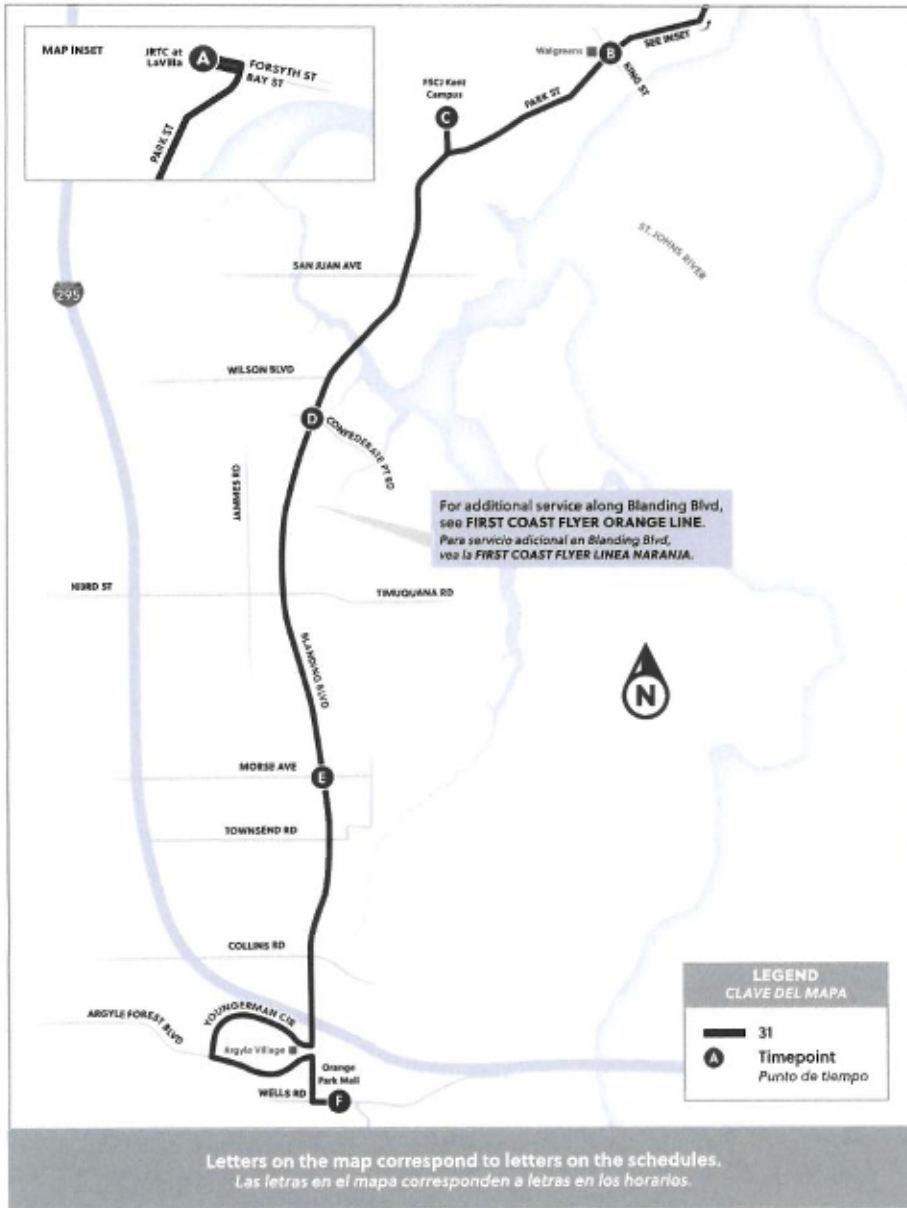 MAP INSET
JRTC at
LaVilla
A
FORSYTH ST
BAY ST
PARK ST
SEE INSET
Walgreens
B
KING ST
FSCJ Kent
Campus
C
PARK ST
ST. JOHNS RIVER
SAN JUAN AVE
295
WILSON BLVD
D
CONFEDERATE PT RD
JAMMES RD
For additional service along Blanding Blvd,
see FIRST COAST FLYER ORANGE LINE.
Para servicio adicional en Blanding Blvd,
vea la FIRST COAST FLYER LINEA NARANJA.
103RD ST
TIMUQUANA RD
BLANDING BLVD
N
MORSE AVE
E
TOWNSEND RD
COLLINS RD
YOUNGERMAN CIR
ARGYLE FOREST BLVD
Argyle Village
Orange
Park Mall
WELLS RD
F
LEGEND
CLAVE DEL MAPA
31
A
Timepoint
Punto de tiempo
Letters on the map correspond to letters on the schedules.
Las letras en el mapa corresponden a letras en los horarios.